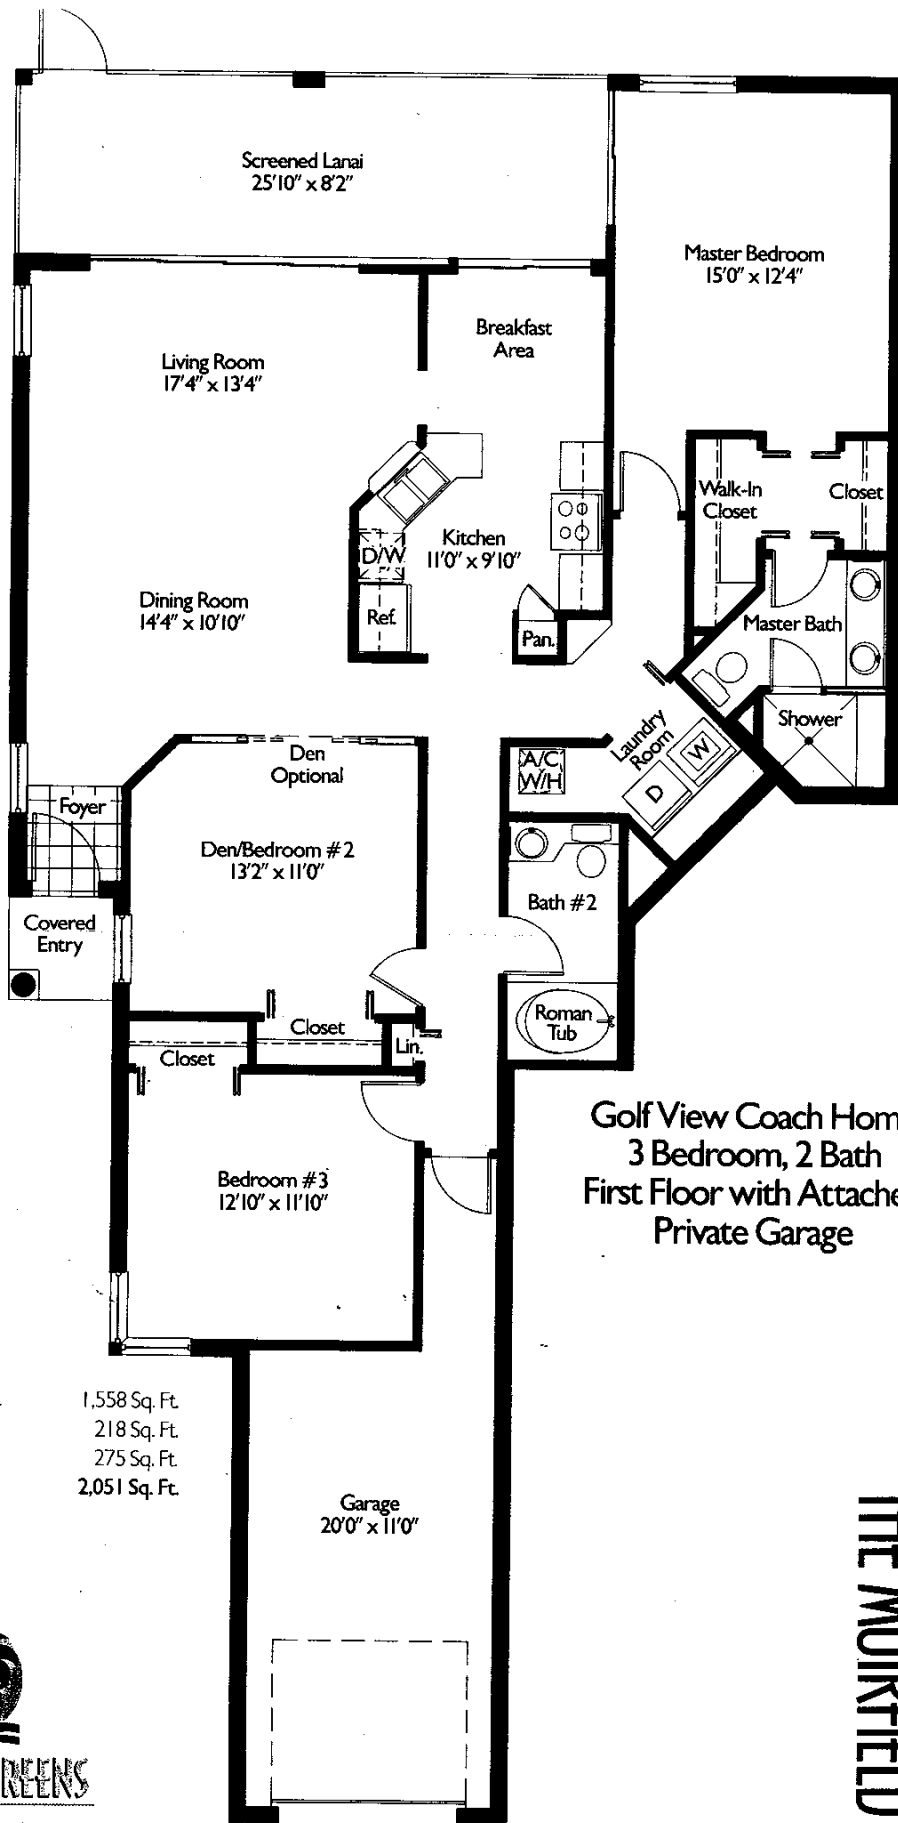 Screened Lanai
25'10" x 8'2"
Master Bedroom
15'0" x 12'4"
Breakfast
Area
Living Room
17'4" x 13'4"
Walk-In
Closet
Closet
Kitchen
11'0" x 9'10"
D/W
Ref.
Pan.
Dining Room
14'4" x 10'10"
Master Bath
Shower
Laundry
Room
W
D
A/C
W/H
Den
Optional
Foyer
Den/Bedroom #2
13'2" x 11'0"
Bath #2
Covered
Entry
Roman
Tub
Closet
Lin.
Closet
Bedroom #3
12'10" x 11'10"
Golf View Coach Hom
3 Bedroom, 2 Bath
First Floor with Attache
Private Garage
1,558 Sq. Ft.
218 Sq. Ft.
275 Sq. Ft.
2,051 Sq. Ft.
Garage
20'0" x 11'0"
THE MUIRFIELD
REENS